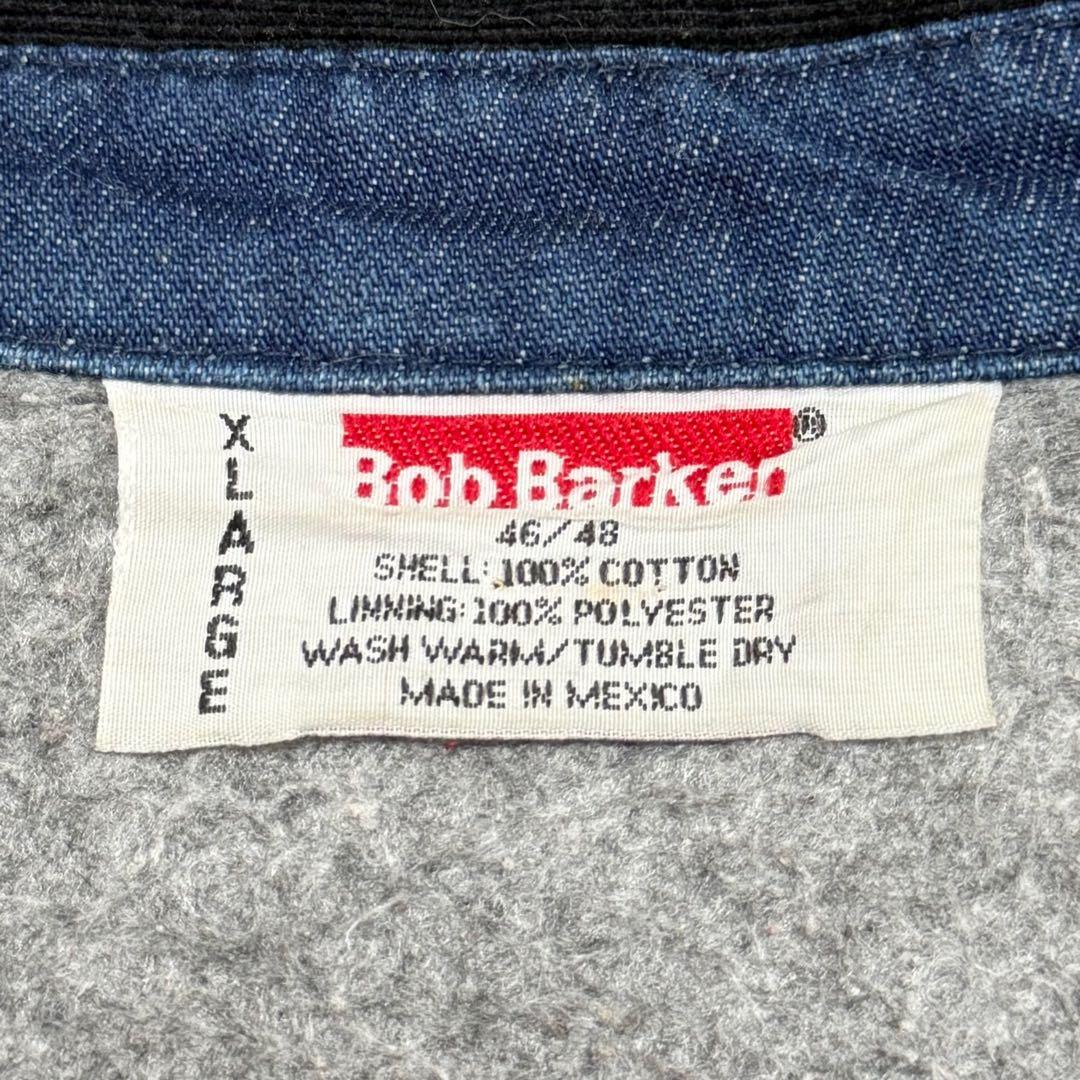 XLARGE
Bob Barker®
46/48
SHELL: 100% COTTON
LINNING: 100% POLYESTER
WASH WARM/TUMBLE DRY
MADE IN MEXICO